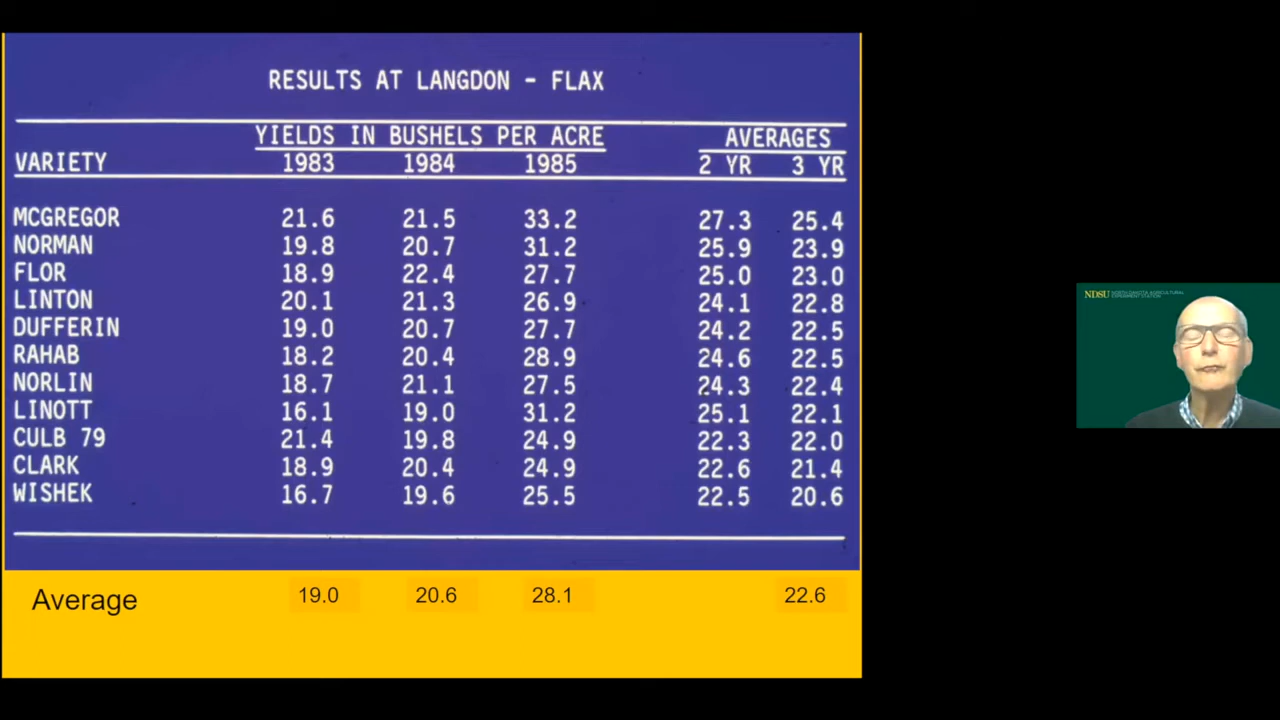 RESULTS AT LANGDON - FLAX
YIELDS IN BUSHELS PER ACRE AVERAGES
VARIETY 1983 1984 1985 2 YR 3 YR
MCGREGOR 21.6 21.5 33.2 27.3 25.4
NORMAN 19.8 20.7 31.2 25.9 23.9
FLOR 18.9 22.4 27.7 25.0 23.0
LINTON 20.1 21.3 26.9 24.1 22.8
DUFFERIN 19.0 20.7 27.7 24.2 22.5
RAHAB 18.2 20.4 28.9 24.6 22.5
NORLIN 18.7 21.1 27.5 24.3 22.4
LINOTT 16.1 19.0 31.2 25.1 22.1
CULB 79 21.4 19.8 24.9 22.3 22.0
CLARK 18.9 20.4 24.9 22.6 21.4
WISHEK 16.7 19.6 25.5 22.5 20.6
Average 19.0 20.6 28.1 22.6
NDSU NORTH DAKOTA AGRICULTURAL
EXPERIMENT STATION